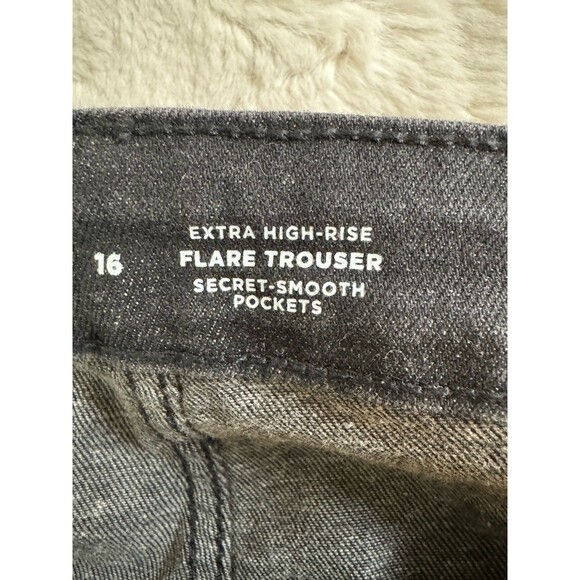 EXTRA HIGH-RISE
16 FLARE TROUSER
SECRET-SMOOTH
POCKETS